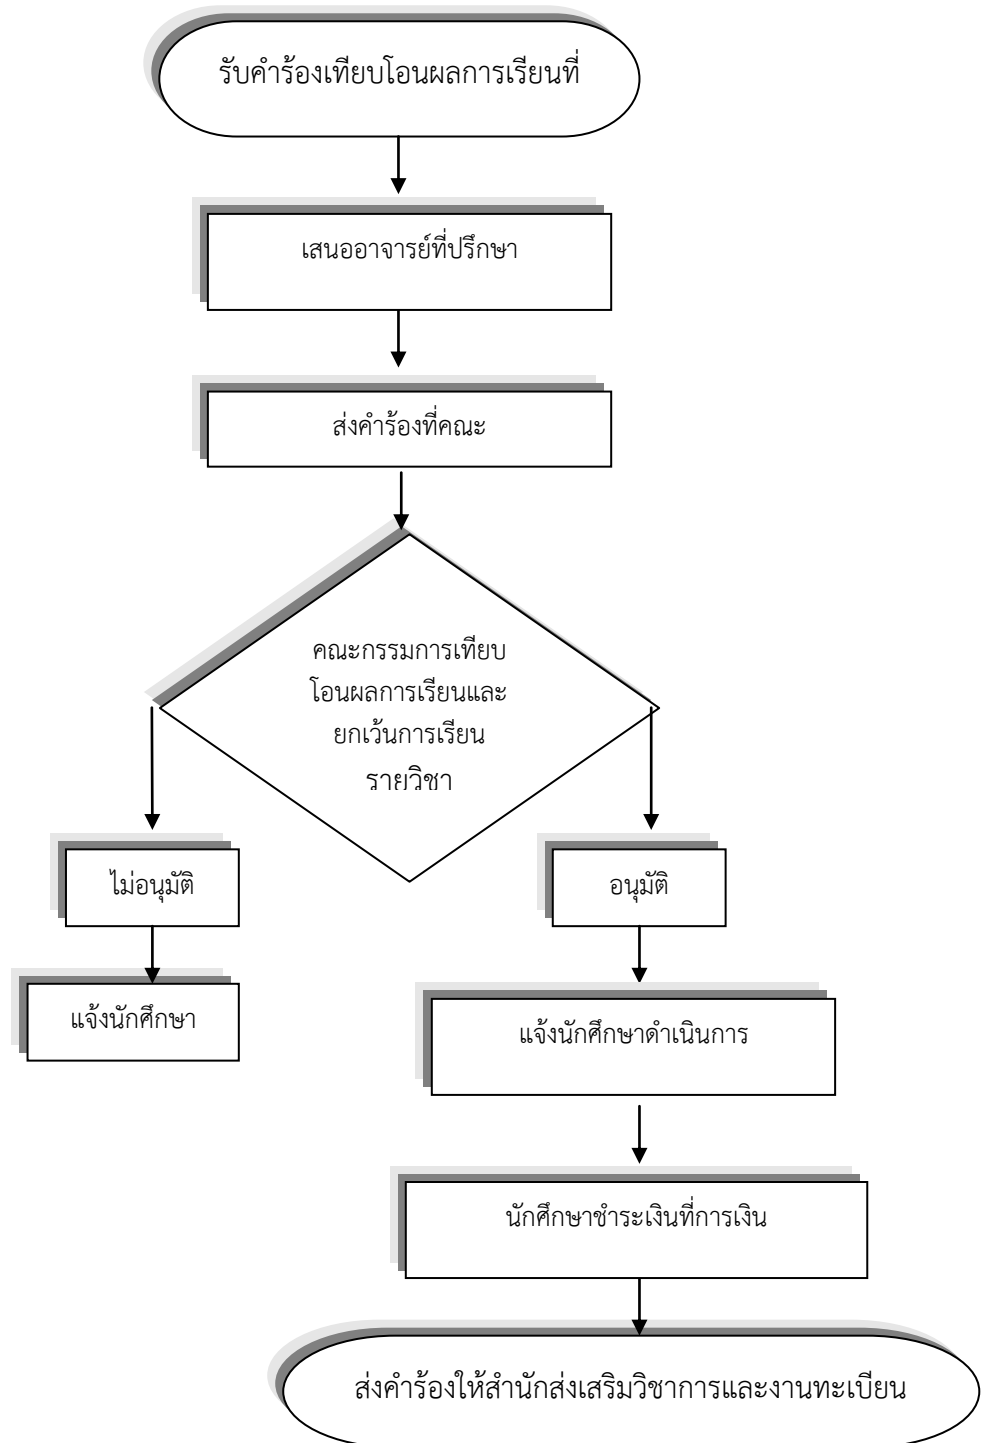 รับคำร้องเทียบโอนผลการเรียนที่
เสนออาจารย์ที่ปรึกษา
ส่งคำร้องที่คณะ
คณะกรรมการเทียบ
โอนผลการเรียนและ
ยกเว้นการเรียน
รายวิชา
ไม่อนุมัติ
อนุมัติ
แจ้งนักศึกษา
แจ้งนักศึกษาดำเนินการ
นักศึกษาชำระเงินที่การเงิน
ส่งคำร้องให้สำนักส่งเสริมวิชาการและงานทะเบียน